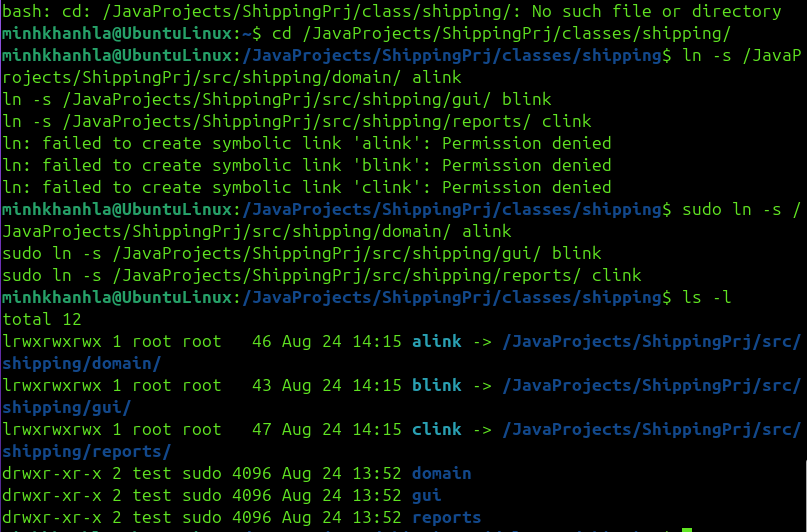 bash: cd: /JavaProjects/ShippingPrj/class/shipping/: No such file or directory
minhkhanhla@UbuntuLinux:~$ cd /JavaProjects/ShippingPrj/classes/shipping/
minhkhanhla@UbuntuLinux:/JavaProjects/ShippingPrj/classes/shipping$ ln -s /JavaP
rojects/ShippingPrj/src/shipping/domain/ alink
ln -s /JavaProjects/ShippingPrj/src/shipping/gui/ blink
ln -s /JavaProjects/ShippingPrj/src/shipping/reports/ clink
ln: failed to create symbolic link 'alink': Permission denied
ln: failed to create symbolic link 'blink': Permission denied
ln: failed to create symbolic link 'clink': Permission denied
minhkhanhla@UbuntuLinux:/JavaProjects/ShippingPrj/classes/shipping$ sudo ln -s /
JavaProjects/ShippingPrj/src/shipping/domain/ alink
sudo ln -s /JavaProjects/ShippingPrj/src/shipping/gui/ blink
sudo ln -s /JavaProjects/ShippingPrj/src/shipping/reports/ clink
minhkhanhla@UbuntuLinux:/JavaProjects/ShippingPrj/classes/shipping$ ls -l
total 12
lrwxrwxrwx 1 root root   46 Aug 24 14:15 alink -> /JavaProjects/ShippingPrj/src/
shipping/domain/
lrwxrwxrwx 1 root root   43 Aug 24 14:15 blink -> /JavaProjects/ShippingPrj/src/
shipping/gui/
lrwxrwxrwx 1 root root   47 Aug 24 14:15 clink -> /JavaProjects/ShippingPrj/src/
shipping/reports/
drwxr-xr-x 2 test sudo 4096 Aug 24 13:52 domain
drwxr-xr-x 2 test sudo 4096 Aug 24 13:52 gui
drwxr-xr-x 2 test sudo 4096 Aug 24 13:52 reports